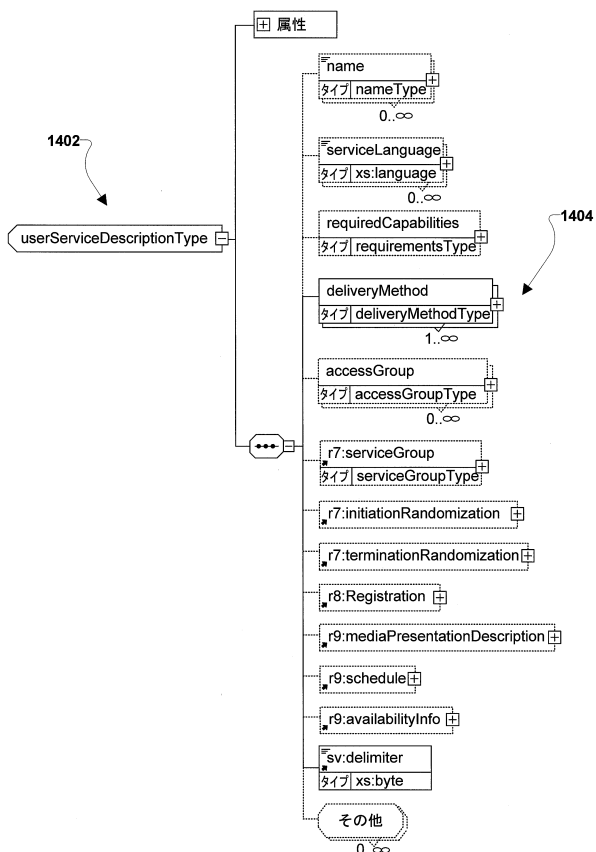 属性
name
タイプ nameType
0..∞
1402
serviceLanguage
タイプ xs:language
0..∞
1404
requiredCapabilities
タイプ requirementsType
userServiceDescriptionType
deliveryMethod
タイプ deliveryMethodType
1..∞
accessGroup
タイプ accessGroupType
0..∞
r7:serviceGroup
タイプ serviceGroupType
r7:initiationRandomization
r7:terminationRandomization
r8:Registration
r9:mediaPresentationDescription
r9:schedule
r9:availabilityInfo
sv:delimiter
タイプ xs:byte
その他
0..∞